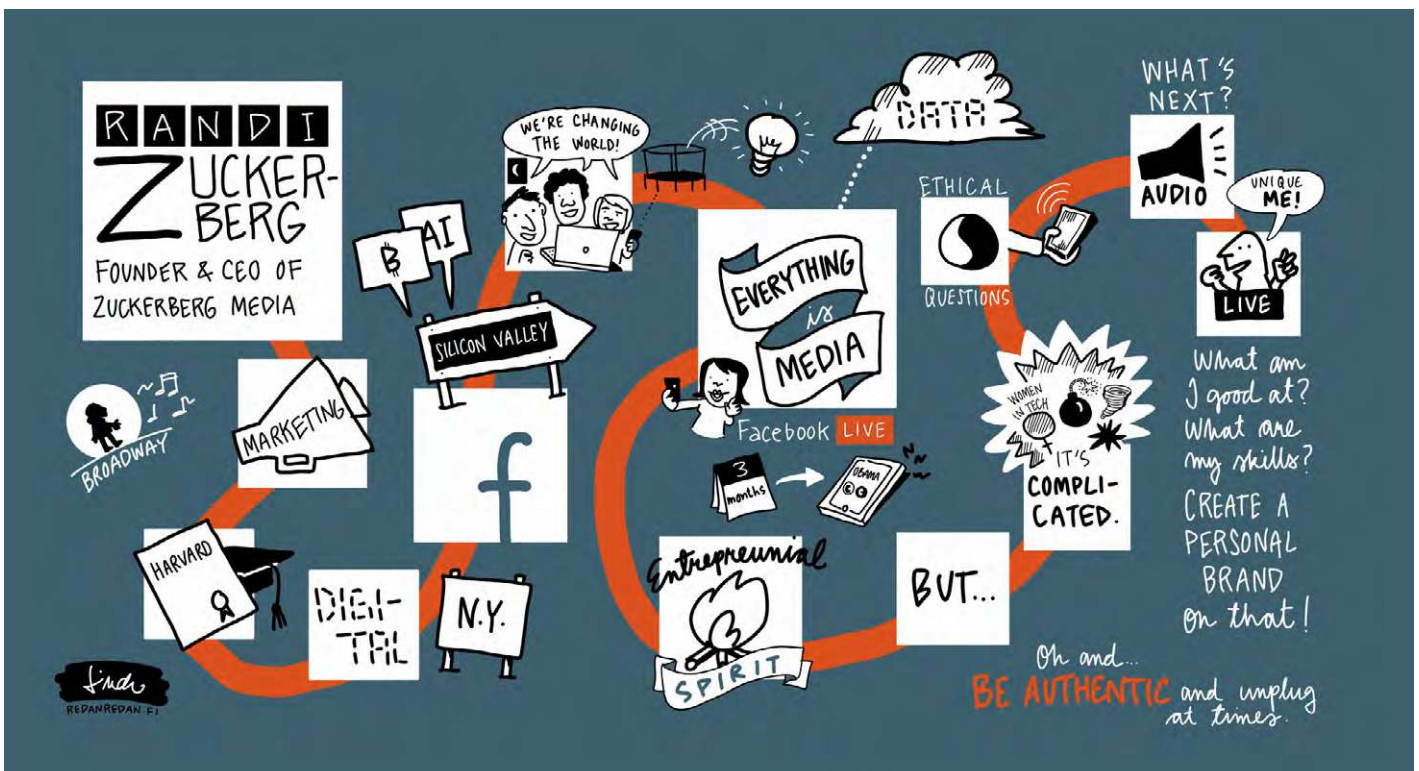 RANDI
ZUCKER-
BERG
FOUNDER & CEO OF
ZUCKERBERG MEDIA
BROADWAY
MARKETING
HARVARD
DIGI-
TAL
N.Y.
f
SILICON VALLEY
₿
AI
WE'RE CHANGING
THE WORLD!
DATA
EVERYTHING
is
MEDIA
Facebook LIVE
3
months
OBAMA
Entrepreunial
SPIRIT
BUT...
WOMEN
IN TECH
IT'S
COMPLI-
CATED.
ETHICAL
QUESTIONS
WHAT'S
NEXT?
AUDIO
UNIQUE
ME!
LIVE
What am
I good at?
What are
my skills?
CREATE A
PERSONAL
BRAND
on that!
Oh and...
BE AUTHENTIC and unplug
at times.
REDANREDAN.FI